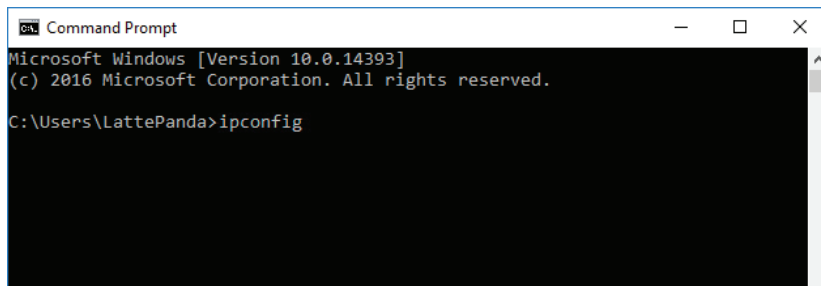 Command Prompt
Microsoft Windows [Version 10.0.14393]
(c) 2016 Microsoft Corporation. All rights reserved.
C:\Users\LattePanda>ipconfig